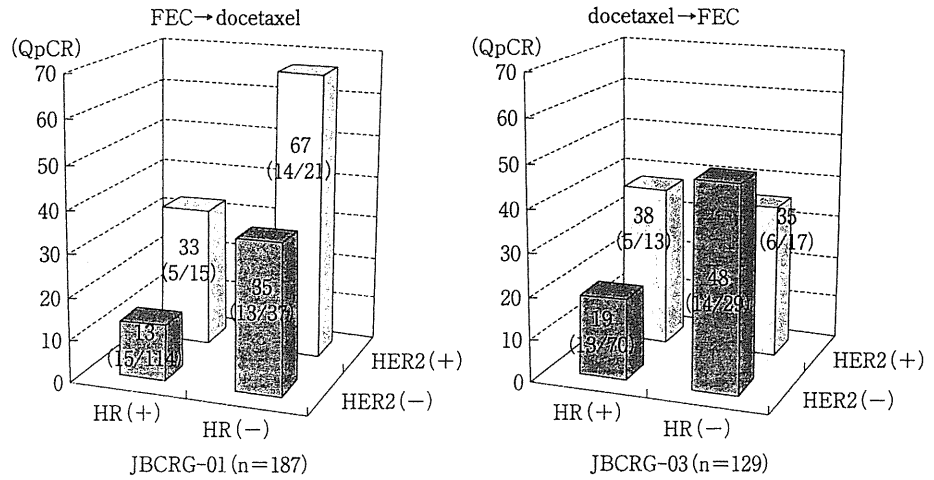 FEC→docetaxel
(QpCR)
70
60
50
40
30
20
10
0
67
(14/21)
33
(5/15)
35
(13/37)
13
(15/114)
HER2(+)
HER2(−)
HR(+)
HR(−)
JBCRG-01(n=187)
docetaxel→FEC
(QpCR)
70
60
50
40
30
20
10
0
38
(5/13)
35
(6/17)
48
(14/29)
19
(13/70)
HER2(+)
HER2(−)
HR(+)
HR(−)
JBCRG-03(n=129)